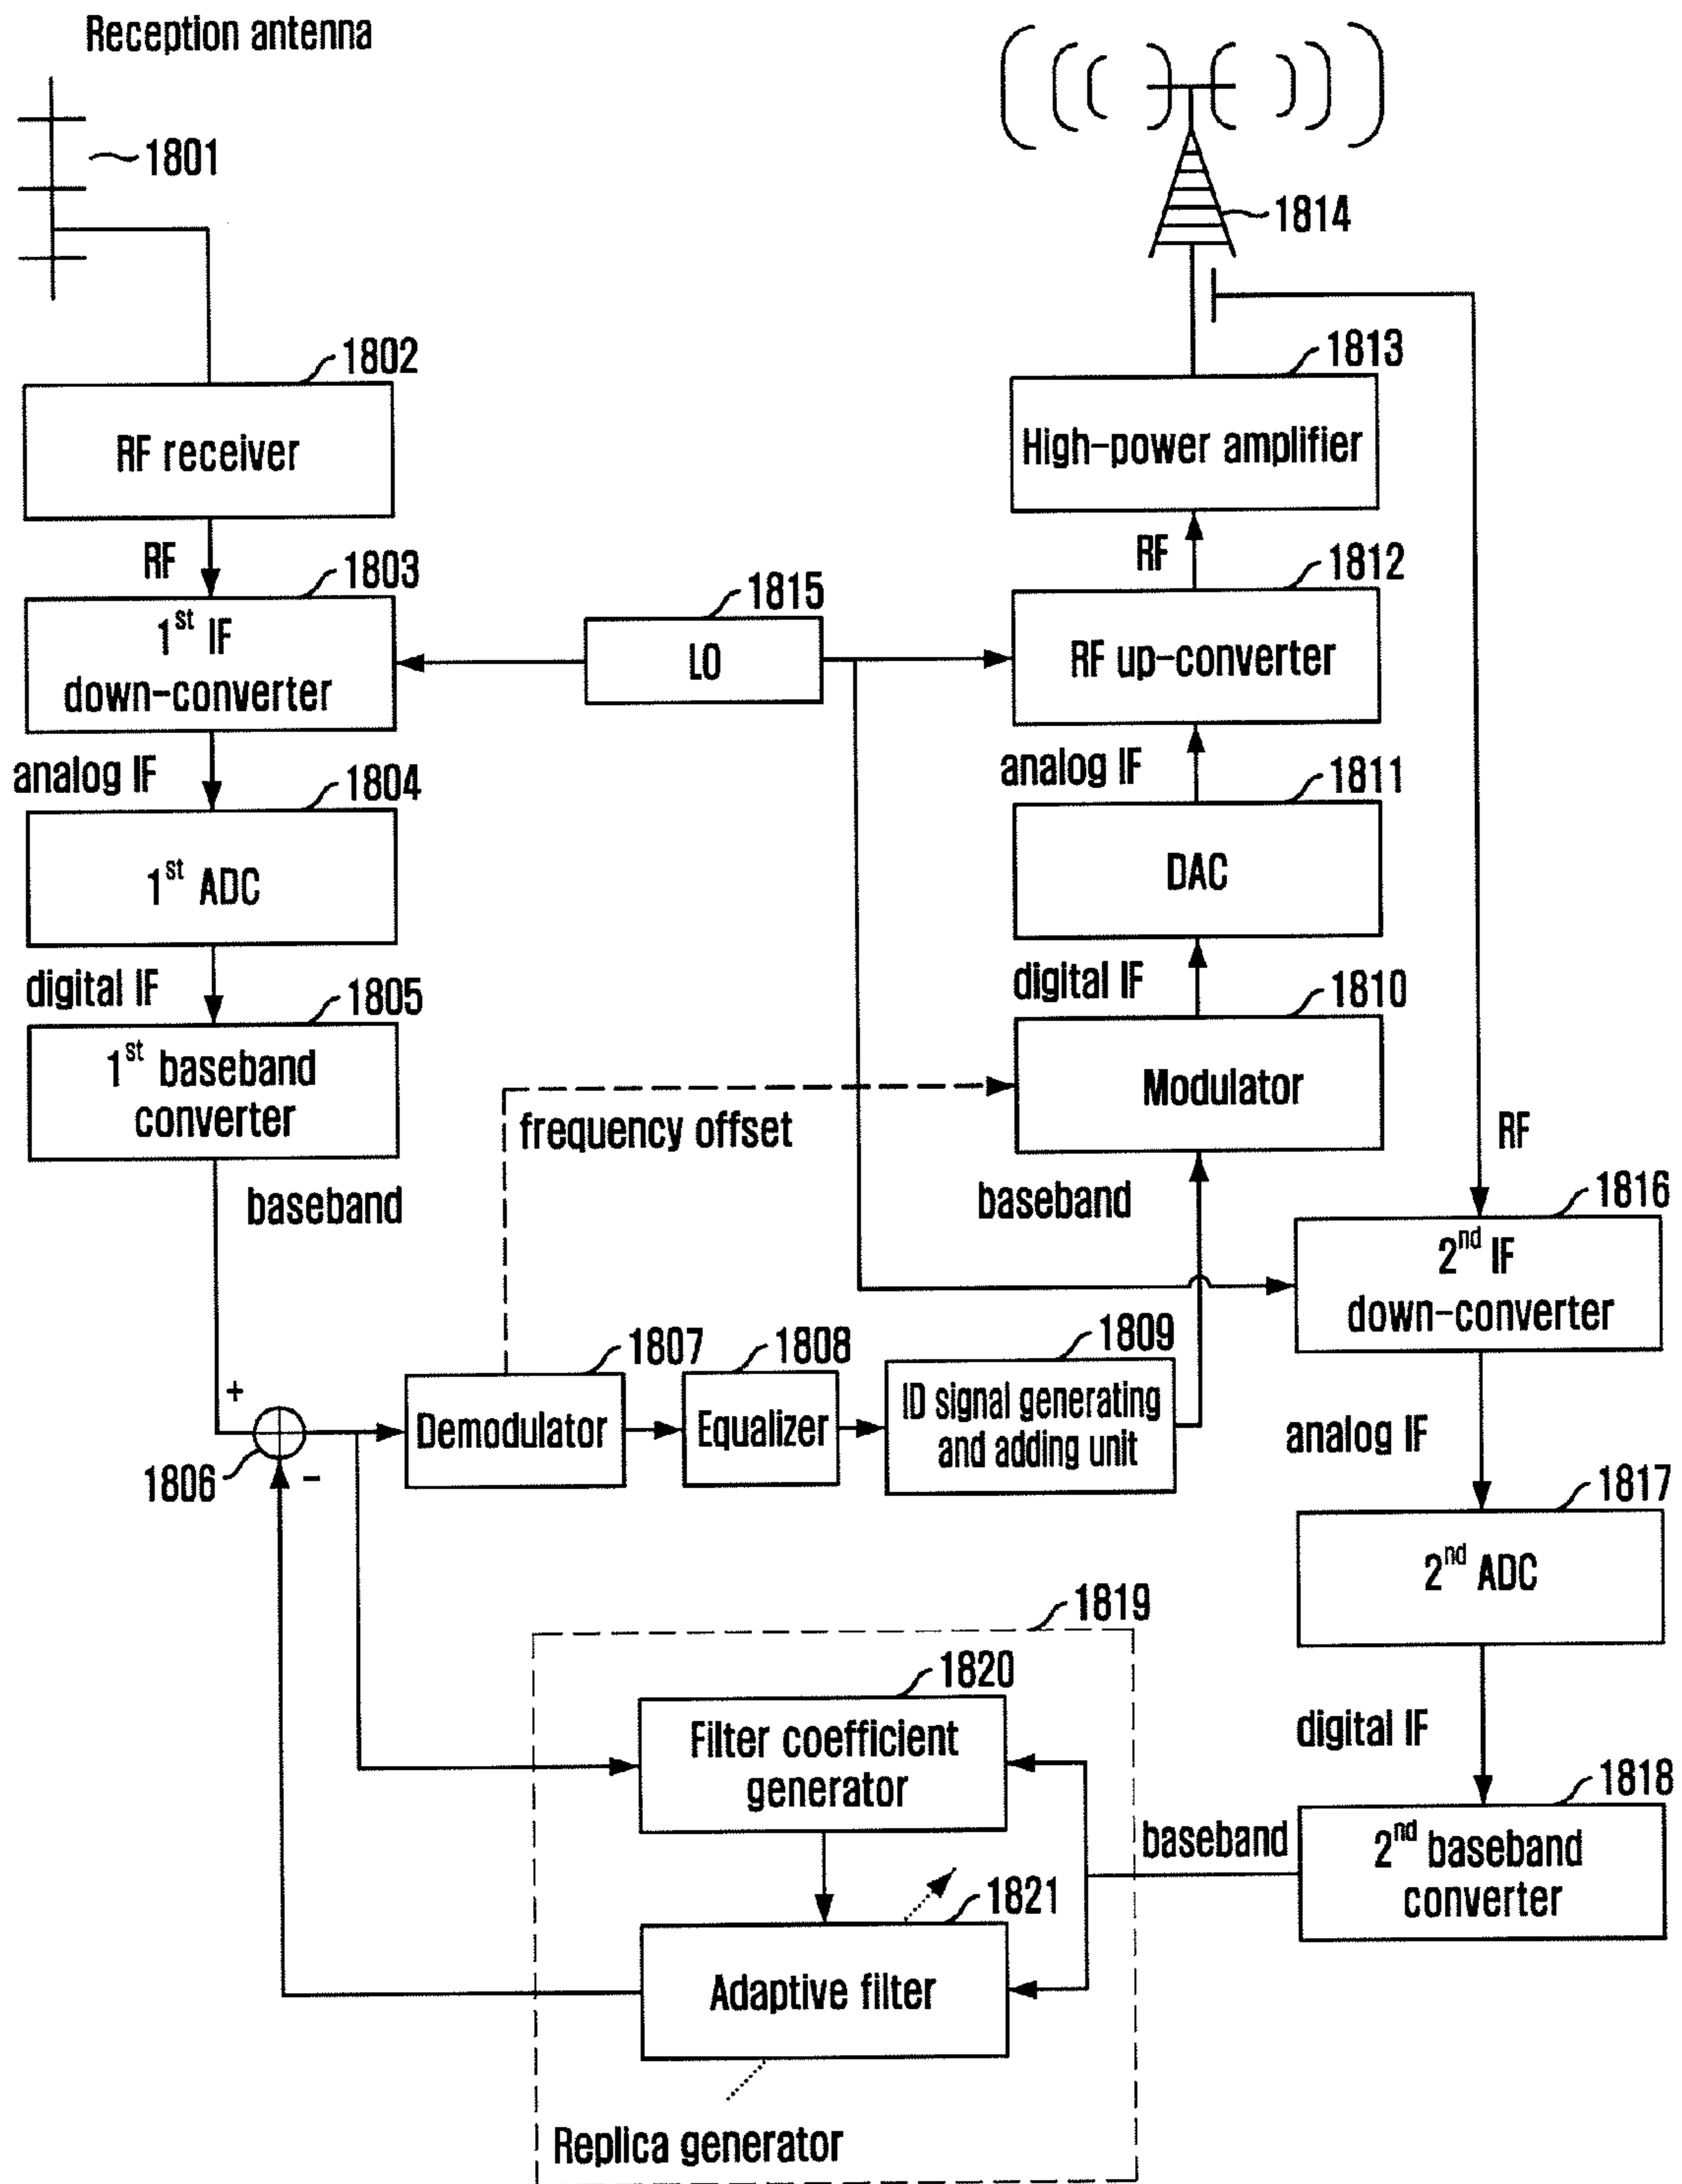 Reception antenna
1801
1814
1802
RF receiver
1813
High-power amplifier
RF
1803
1st IF
down-converter
1815
LO
RF
1812
RF up-converter
analog IF
1804
1st ADC
analog IF
1811
DAC
digital IF
1805
1st baseband
converter
digital IF
1810
Modulator
frequency offset
RF
baseband
baseband
1816
2nd IF
down-converter
+
1806
-
1807
Demodulator
1808
Equalizer
1809
ID signal generating
and adding unit
analog IF
1817
2nd ADC
1819
1820
Filter coefficient
generator
digital IF
1818
2nd baseband
converter
baseband
1821
Adaptive filter
Replica generator